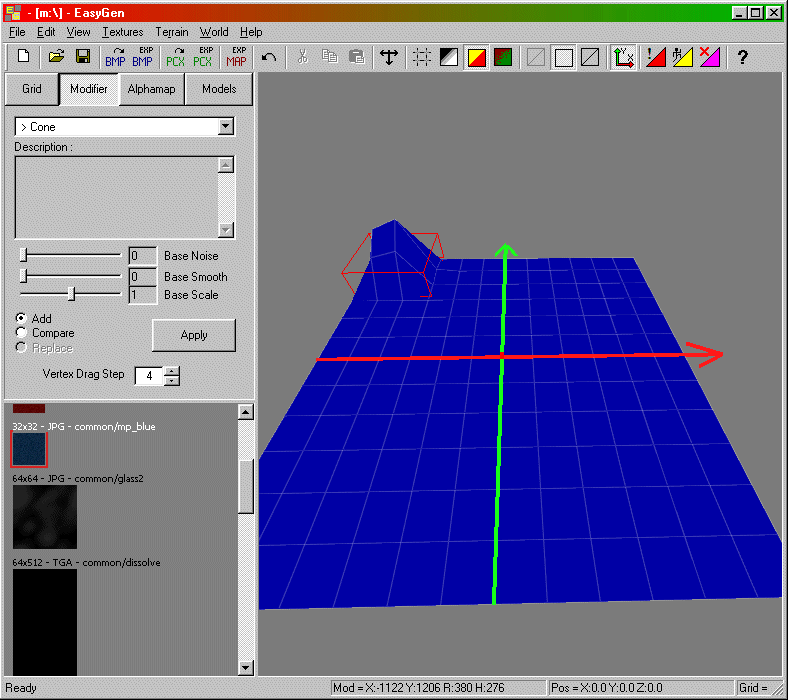 - [m:\] - EasyGen
File Edit View Textures Terrain World Help
BMP EXP BMP PCX EXP PCX EXP MAP ?
Grid Modifier Alphamap Models
> Cone
Description :
0 Base Noise
0 Base Smooth
1 Base Scale
Add
Compare
Replace
Apply
Vertex Drag Step 4
32x32 - JPG - common/mp_blue
64x64 - JPG - common/glass2
64x512 - TGA - common/dissolve
Ready Mod = X:-1122 Y:1206 R:380 H:276 Pos = X:0.0 Y:0.0 Z:0.0 Grid =